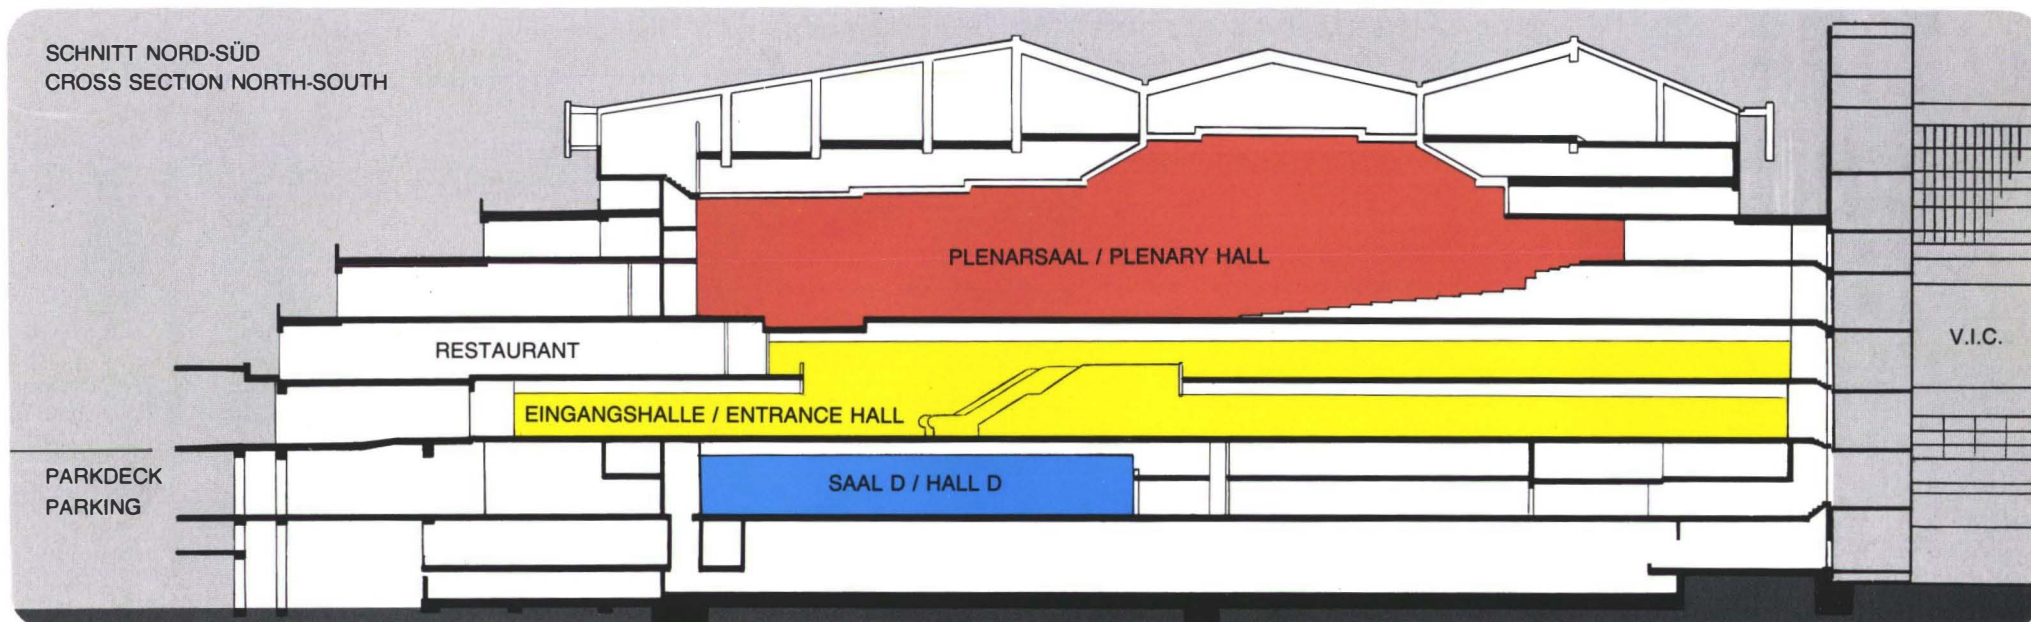 SCHNITT NORD-SÜD
CROSS SECTION NORTH-SOUTH
PLENARSAAL / PLENARY HALL
RESTAURANT
V.I.C.
EINGANGSHALLE / ENTRANCE HALL
PARKDECK
PARKING
SAAL D / HALL D